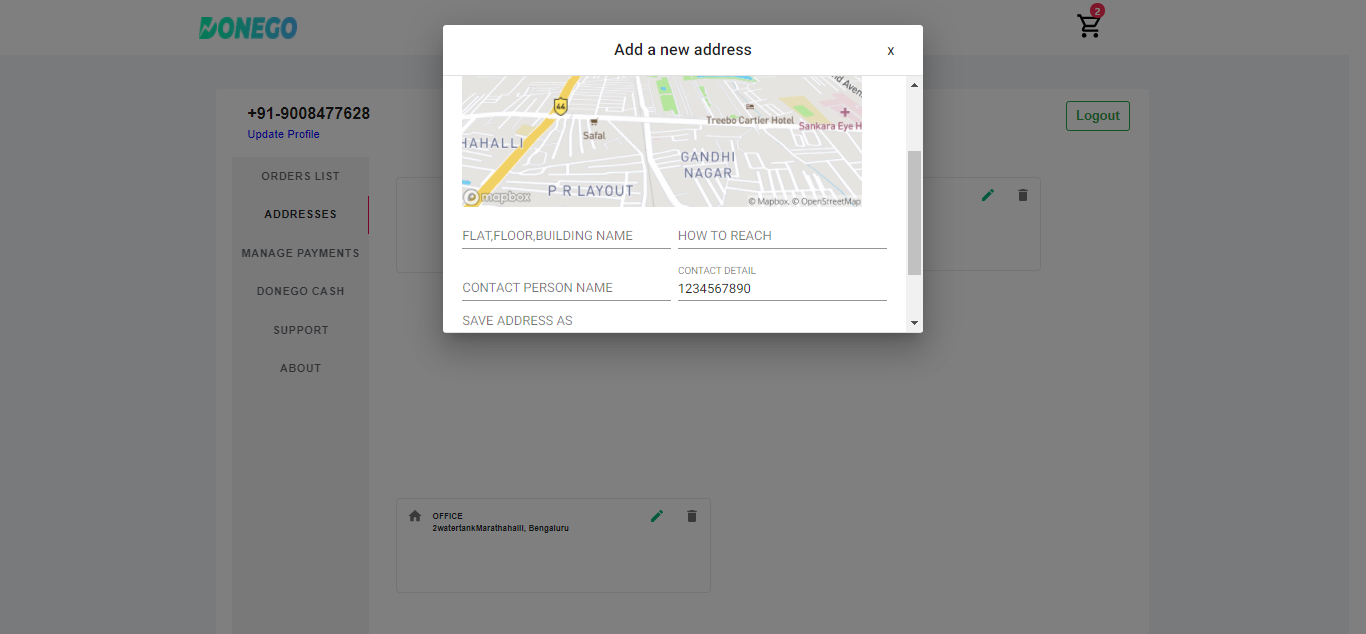 DONEGO
2
Add a new address
x
+91-9008477628
Update Profile
Logout
ORDERS LIST
ADDRESSES
MANAGE PAYMENTS
DONEGO CASH
SUPPORT
ABOUT
44
Safal
Treebo Cartier Hotel
Sankara Eye H
nd Aven
HAHALLI
GANDHI
NAGAR
P R LAYOUT
mapbox
© Mapbox, © OpenStreetMap
FLAT,FLOOR,BUILDING NAME
HOW TO REACH
CONTACT PERSON NAME
CONTACT DETAIL
1234567890
SAVE ADDRESS AS
OFFICE
2watertankMarathahalli, Bengaluru